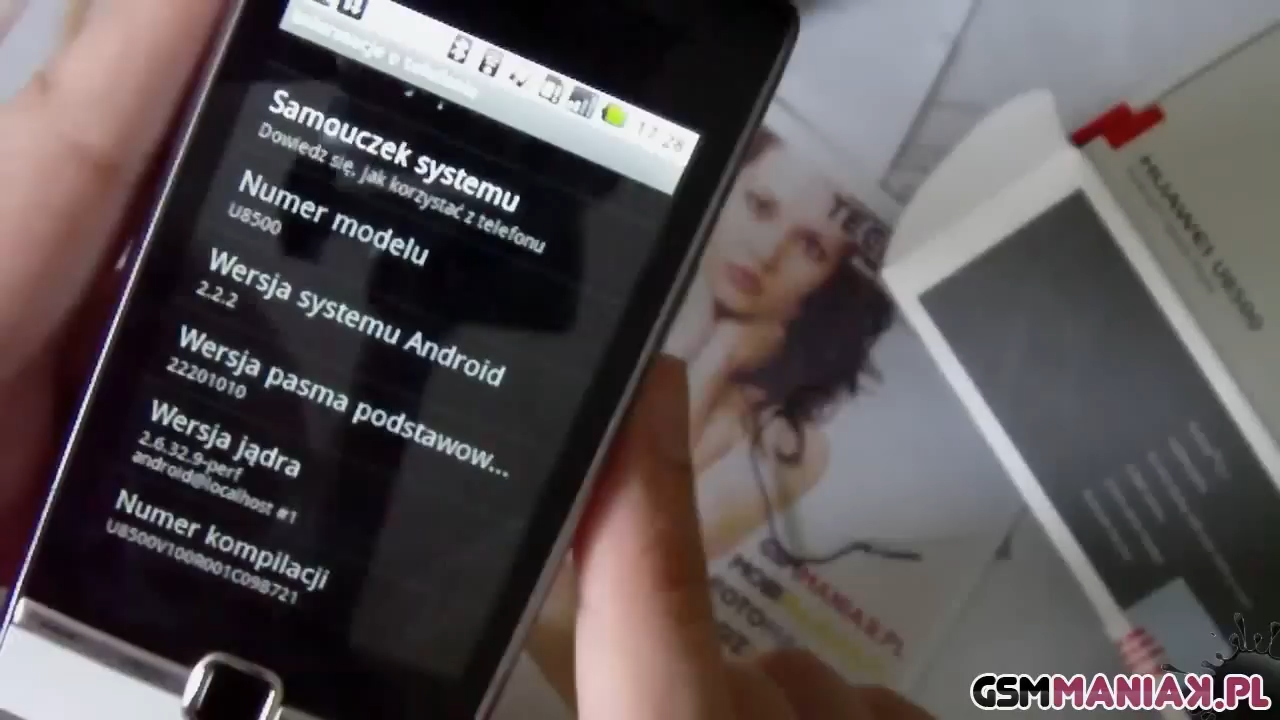 17:28
Informacje o telefonie
Samouczek systemu
Dowiedz się, jak korzystać z telefonu
Numer modelu
U8500
Wersja systemu Android
2.2.2
Wersja pasma podstawow...
22201010
Wersja jądra
2.6.32.9-perf
android@localhost #1
Numer kompilacji
U8500V100R001C09B721
HUAWEI U8500
GSMMANIAK.PL